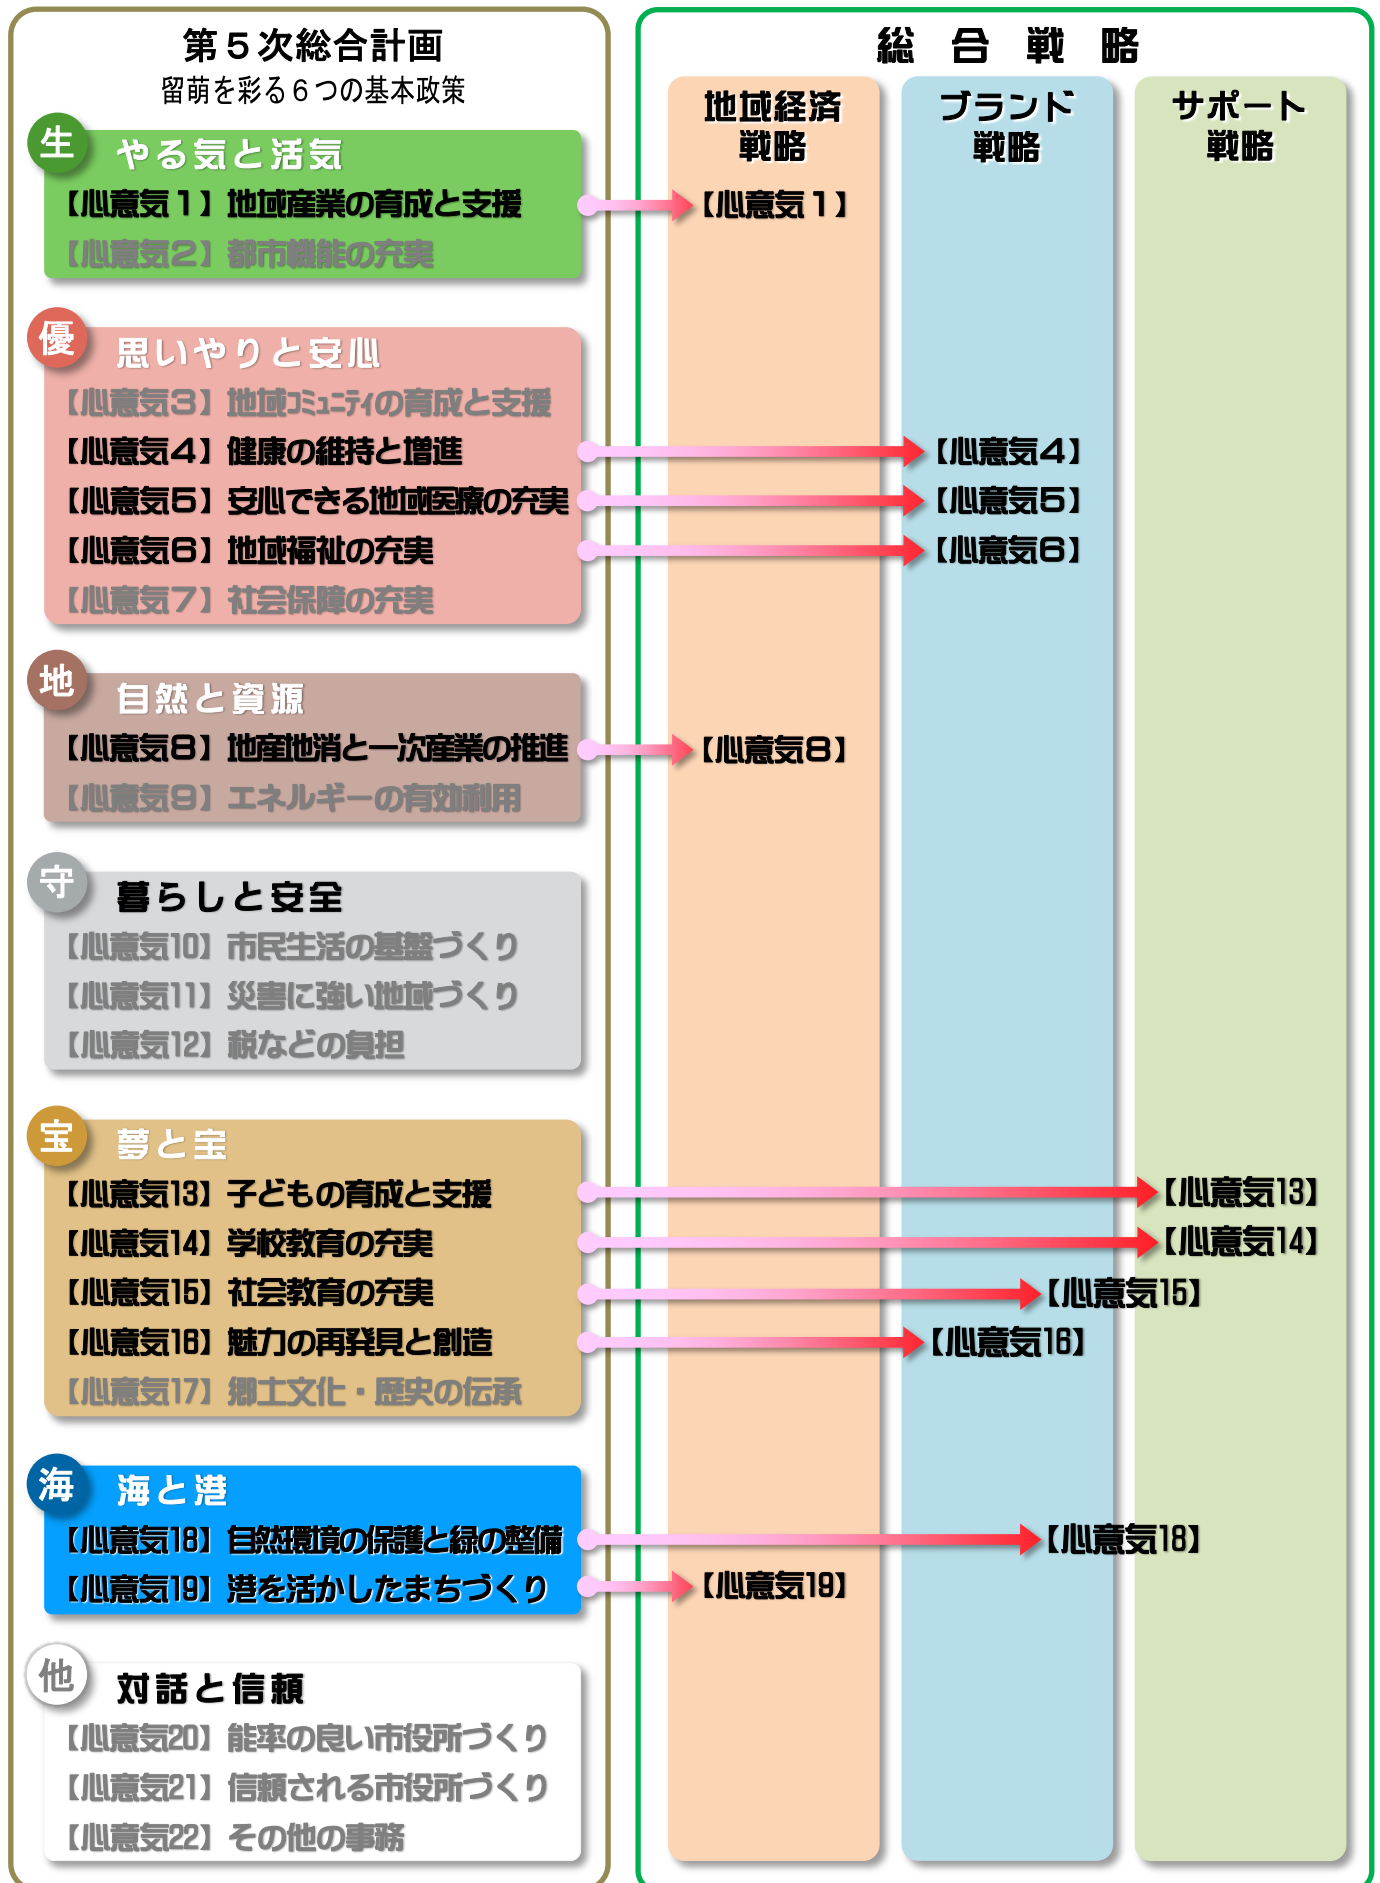 第５次総合計画
留萌を彩る６つの基本政策
生
やる気と活気
【心意気１】地域産業の育成と支援
【心意気２】都市機能の充実
優
思いやりと安心
【心意気３】地域ｺﾐｭﾆﾃｨの育成と支援
【心意気４】健康の維持と増進
【心意気５】安心できる地域医療の充実
【心意気６】地域福祉の充実
【心意気７】社会保障の充実
地
自然と資源
【心意気８】地産地消と一次産業の推進
【心意気９】エネルギーの有効利用
守
暮らしと安全
【心意気10】市民生活の基盤づくり
【心意気11】災害に強い地域づくり
【心意気12】税などの負担
宝
夢と宝
【心意気13】子どもの育成と支援
【心意気14】学校教育の充実
【心意気15】社会教育の充実
【心意気16】魅力の再発見と創造
【心意気17】郷土文化・歴史の伝承
海
海と港
【心意気18】自然環境の保護と緑の整備
【心意気19】港を活かしたまちづくり
他
対話と信頼
【心意気20】能率の良い市役所づくり
【心意気21】信頼される市役所づくり
【心意気22】その他の事務
総合戦略
地域経済
戦略
【心意気１】
【心意気８】
【心意気19】
ブランド
戦略
【心意気４】
【心意気５】
【心意気６】
【心意気15】
【心意気16】
【心意気18】
サポート
戦略
【心意気13】
【心意気14】